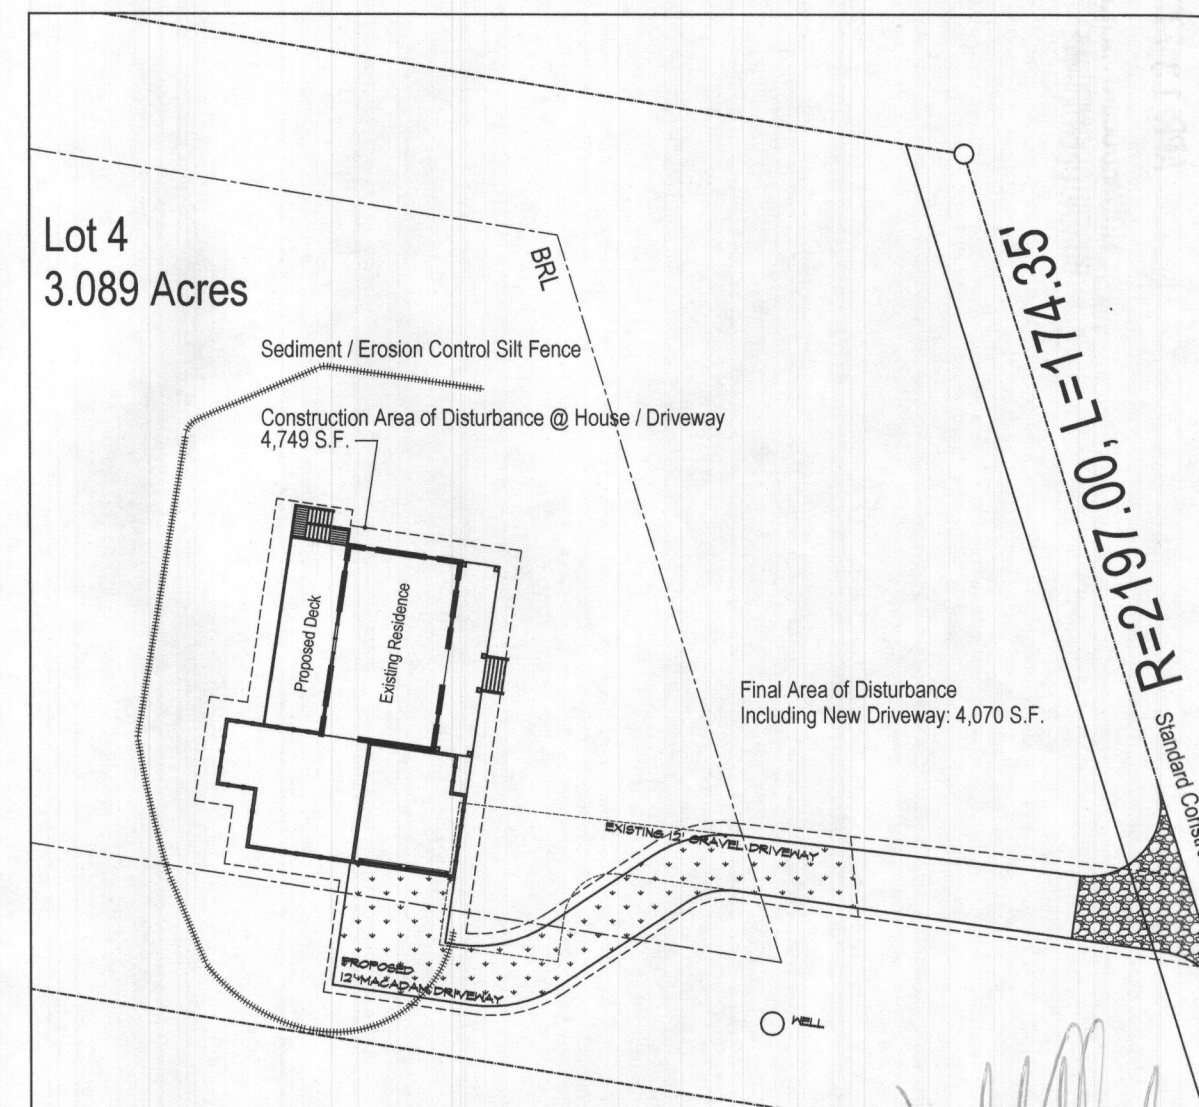 Lot 4
3.089 Acres
BRL
Sediment / Erosion Control Silt Fence
Construction Area of Disturbance @ House / Driveway
4,749 S.F.
Proposed Deck
Existing Residence
R=2197.00, L=174.35'
Final Area of Disturbance
Including New Driveway: 4,070 S.F.
Standard
EXISTING 12' GRAVEL DRIVEWAY
PROPOSED
12' MACADAM DRIVEWAY
WELL